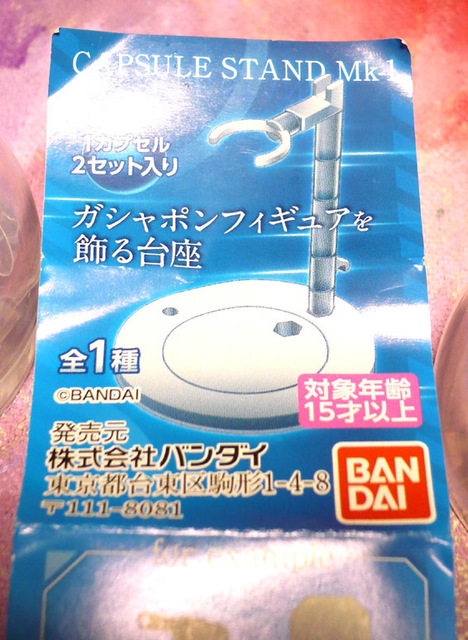 CAPSULE STAND Mk-1
1カプセル
2セット入り
ガシャポンフィギュアを
飾る台座
全1種
©BANDAI
対象年齢
15才以上
発売元
株式会社バンダイ
東京都台東区駒形1-4-8
〒111-8081
BAN
DAI
for example